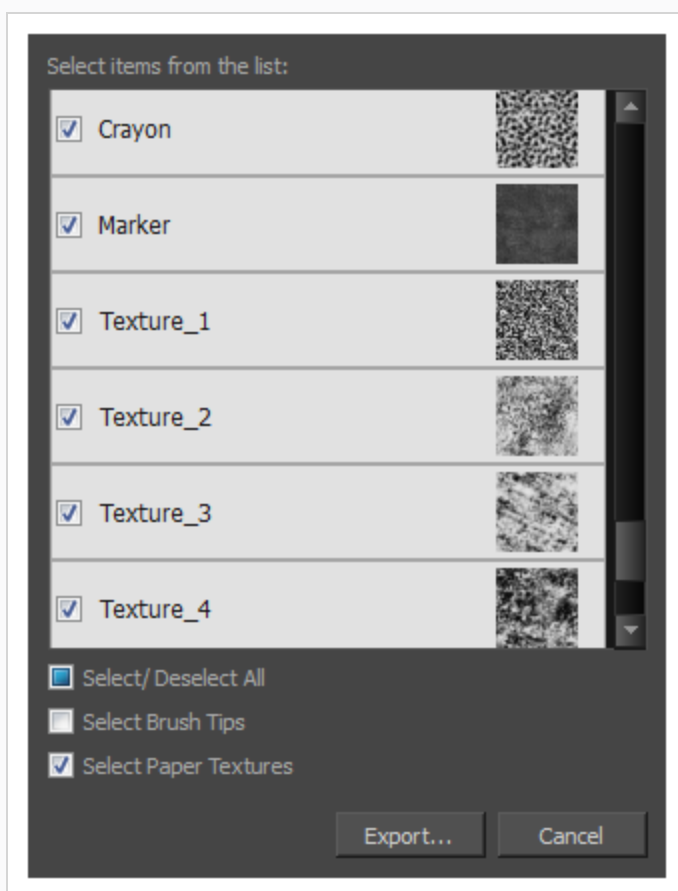 Select items from the list:
Crayon
Marker
Texture_1
Texture_2
Texture_3
Texture_4
Select/ Deselect All
Select Brush Tips
Select Paper Textures
Export... Cancel